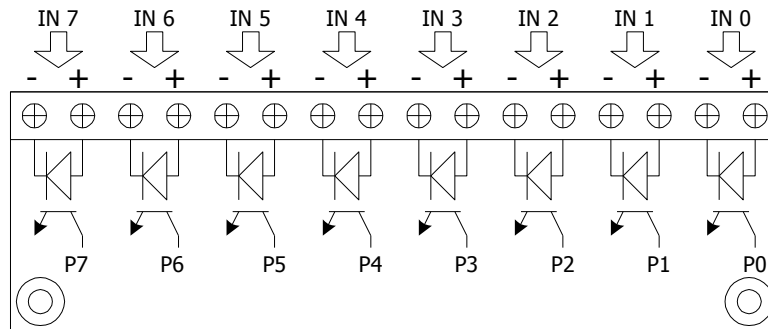 IN 7 IN 6 IN 5 IN 4 IN 3 IN 2 IN 1 IN 0
- + - + - + - + - + - + - + - +
P7 P6 P5 P4 P3 P2 P1 P0